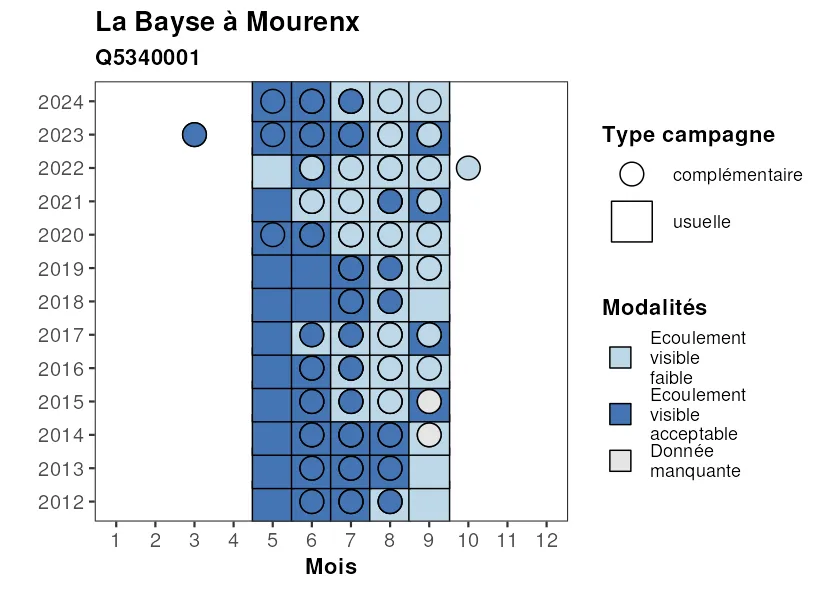 La Bayse à Mourenx
Q5340001
2024
2023
2022
2021
2020
2019
2018
2017
2016
2015
2014
2013
2012
1 2 3 4 5 6 7 8 9 10 11 12
Mois
Type campagne
complémentaire
usuelle
Modalités
Ecoulement
visible
faible
Ecoulement
visible
acceptable
Donnée
manquante